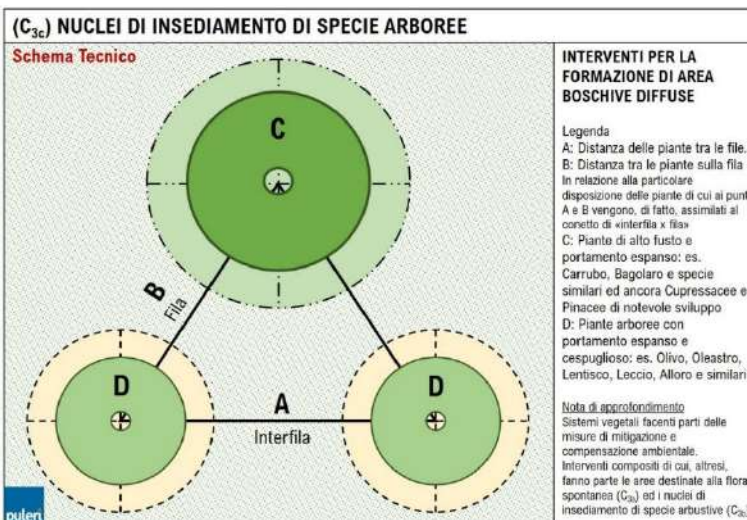 (C3c) NUCLEI DI INSEDIAMENTO DI SPECIE ARBOREE
Schema Tecnico
C
B
Fila
D
A
Interfila
D
puleri
INTERVENTI PER LA
FORMAZIONE DI AREA
BOSCHIVE DIFFUSE
Legenda
A: Distanza delle piante tra le file.
B: Distanza tra le piante sulla fila
In relazione alla particolare
disposizione delle piante di cui ai punt
A e B vengono, di fatto, assimilati al
conetto di «interfila x fila»
C: Piante di alto fusto e
portamento espanso: es.
Carrubo, Bagolaro e specie
similari ed ancora Cupressacee e
Pinacee di notevole sviluppo
D: Piante arboree con
portamento espanso e
cespuglioso: es. Olivo, Oleastro,
Lentisco, Leccio, Alloro e similari
Nota di approfondimento
Sistemi vegetali facenti parti delle
misure di mitigazione e
compensazione ambientale.
Interventi compositi di cui, altresì,
fanno parte le aree destinate alla flora
spontanea (C3a) ed i nuclei di
insediamento di specie arbustive (C3b